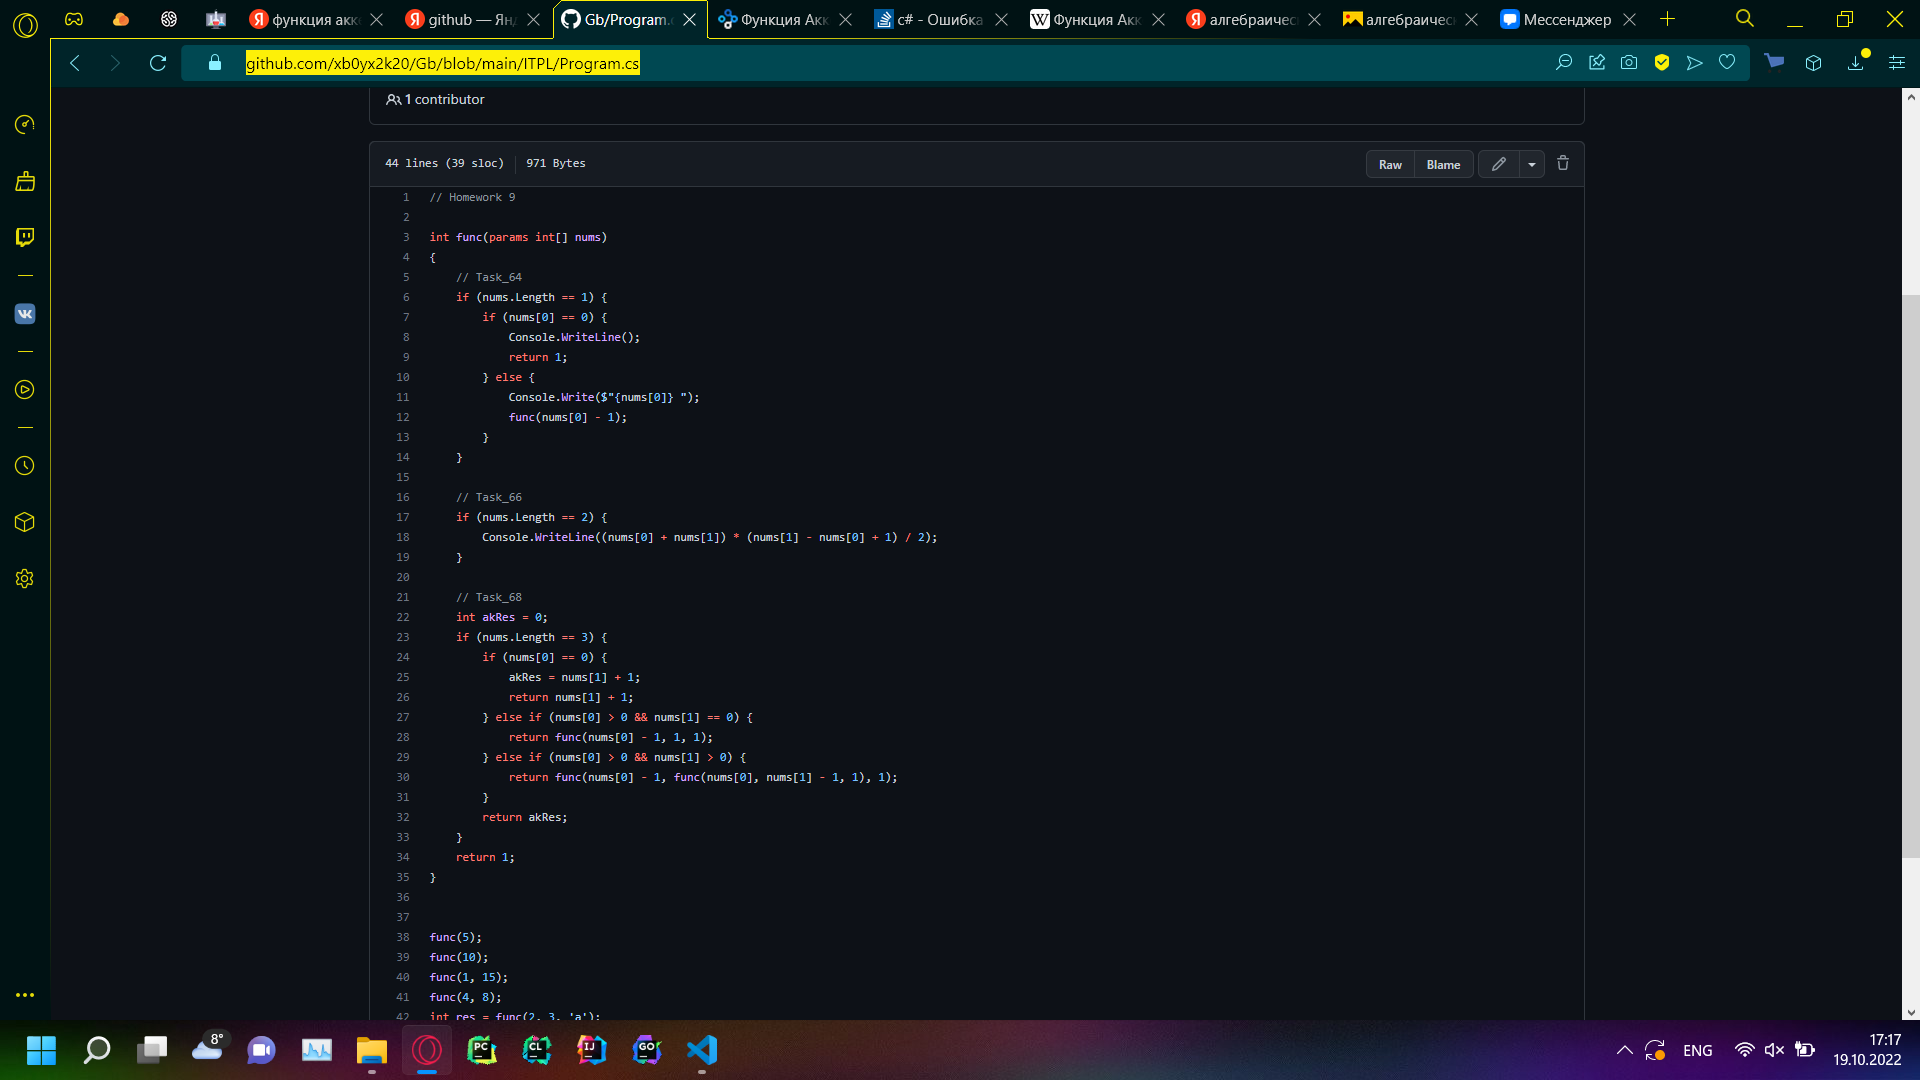 функция акк
github — Янд
Gb/Program.c
Функция Акк
c# - Ошибка
Функция Акк
алгебраичес
алгебраичес
Мессенджер
github.com/xb0yx2k20/Gb/blob/main/ITPL/Program.cs
1 contributor
44 lines (39 sloc) 971 Bytes
Raw Blame
1 // Homework 9
2
3 int func(params int[] nums)
4 {
5 // Task_64
6 if (nums.Length == 1) {
7 if (nums[0] == 0) {
8 Console.WriteLine();
9 return 1;
10 } else {
11 Console.Write($"{nums[0]} ");
12 func(nums[0] - 1);
13 }
14 }
15
16 // Task_66
17 if (nums.Length == 2) {
18 Console.WriteLine((nums[0] + nums[1]) * (nums[1] - nums[0] + 1) / 2);
19 }
20
21 // Task_68
22 int akRes = 0;
23 if (nums.Length == 3) {
24 if (nums[0] == 0) {
25 akRes = nums[1] + 1;
26 return nums[1] + 1;
27 } else if (nums[0] > 0 && nums[1] == 0) {
28 return func(nums[0] - 1, 1, 1);
29 } else if (nums[0] > 0 && nums[1] > 0) {
30 return func(nums[0] - 1, func(nums[0], nums[1] - 1, 1), 1);
31 }
32 return akRes;
33 }
34 return 1;
35 }
36
37
38 func(5);
39 func(10);
40 func(1, 15);
41 func(4, 8);
42 int res = func(2, 3, 'a');
8°
PC
CL
IJ
GO
ENG
17:17
19.10.2022